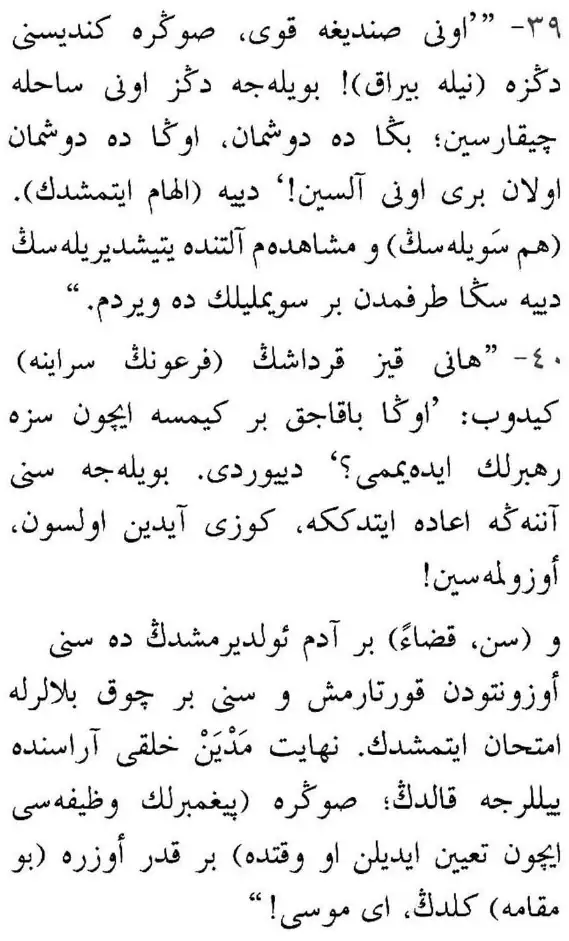 ٣٩- ”’اونى صنديغه قوى، صوڭره كنديسنى
دڭزه (نيله بيراق)! بويله‌جه دڭز اونى ساحله
چيقارسين؛ بڭا ده دوشمان، اوڭا ده دوشمان
اولان برى اونى آلسين!‘ دييه (الهام ايتمشدك).
(هم سَويله‌سڭ) و مشاهده‌م آلتنده يتيشديريله‌سڭ
دييه سڭا طرفمدن بر سويمليلك ده ويردم.“
٤٠- ”هانى قيز قرداشڭ (فرعونڭ سراينه)
كيدوب: ’اوڭا باقاجق بر كيمسه ايچون سزه
رهبرلك ايده‌يممى؟‘ دييوردى. بويله‌جه سنى
آننه‌ڭه اعاده ايتدككه، كوزى آيدين اولسون،
أوزولمه‌سين!
و (سن، قضاءً) بر آدم ئولديرمشدڭ ده سنى
أوزونتودن قورتارمش و سنى بر چوق بلالرله
امتحان ايتمشدك. نهايت مَدْيَنْ خلقى آراسنده
ييللرجه قالدڭ؛ صوڭره (پيغمبرلك وظيفه‌سى
ايچون تعيين ايديلن او وقتده) بر قدر أوزره (بو
مقامه) كلدڭ، اى موسى!“